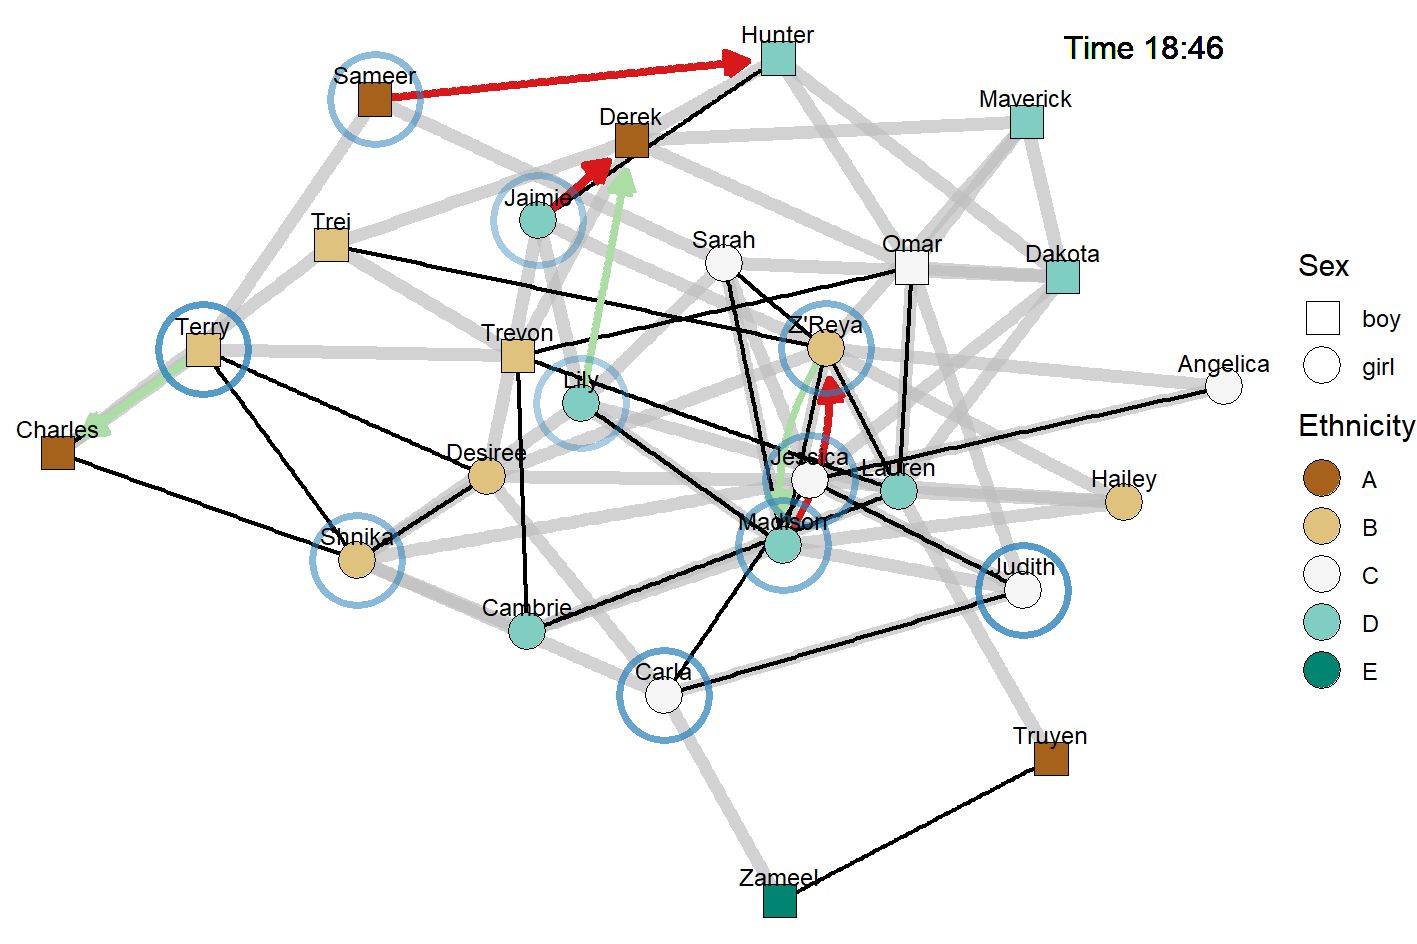 Hunter
Time 18:46
Sameer
Maverick
Derek
Jaimie
Trei
Sarah
Omar
Dakota
Sex
boy
girl
Terry
Trevon
Z'Reya
Lily
Angelica
Ethnicity
Charles
Desiree
Jessica
Lauren
Hailey
A
B
C
D
E
Shnika
Madison
Judith
Cambrie
Carla
Truyen
Zameel